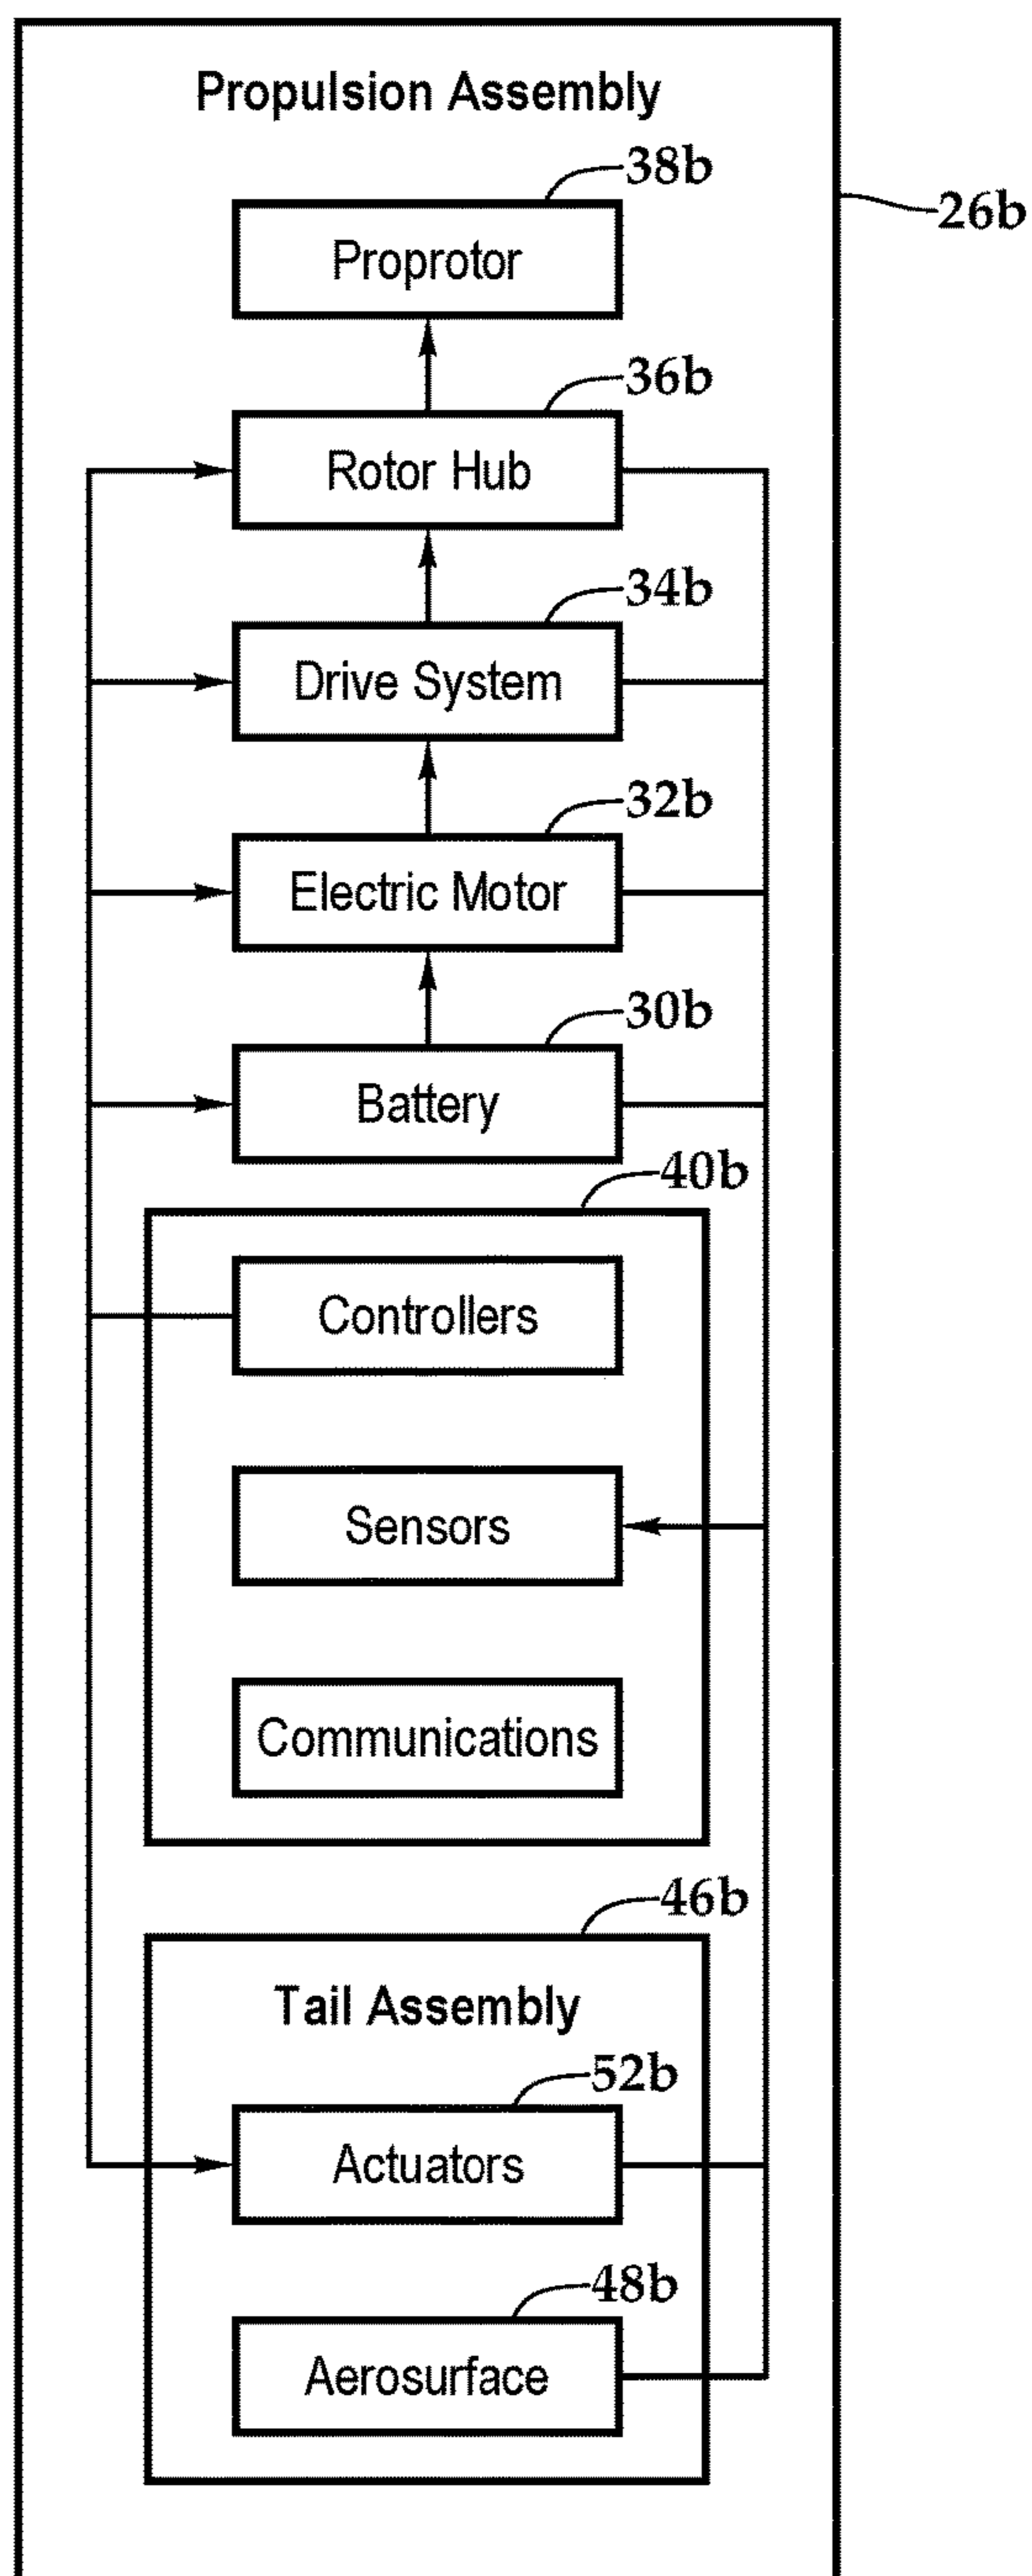 Propulsion Assembly
38b
26b
Proprotor
36b
Rotor Hub
34b
Drive System
32b
Electric Motor
30b
Battery
40b
Controllers
Sensors
Communications
46b
Tail Assembly
52b
Actuators
48b
Aerosurface